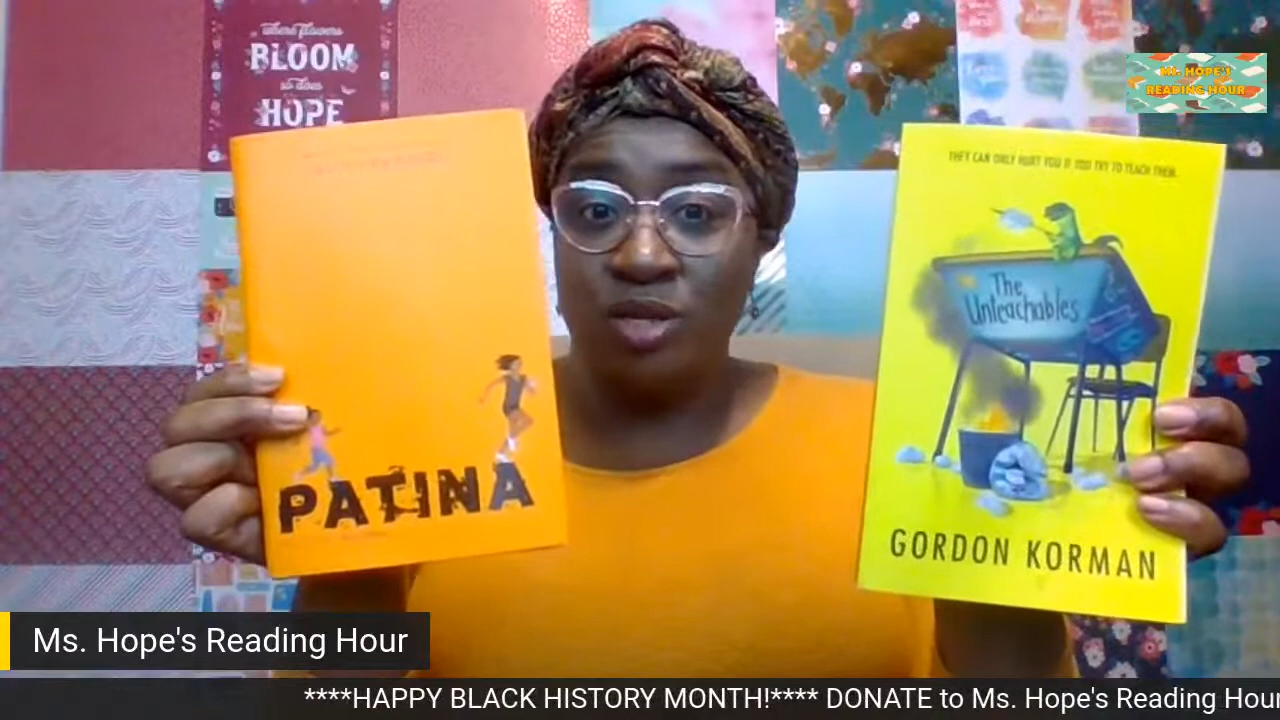 where flowers
BLOOM
so does
HOPE
MS. HOPE'S
READING HOUR
THEY CAN ONLY HURT YOU IF YOU TRY TO TEACH THEM.
The
Unteachables
PATINA
GORDON KORMAN
Ms. Hope's Reading Hour
****HAPPY BLACK HISTORY MONTH!**** DONATE to Ms. Hope's Reading Hour